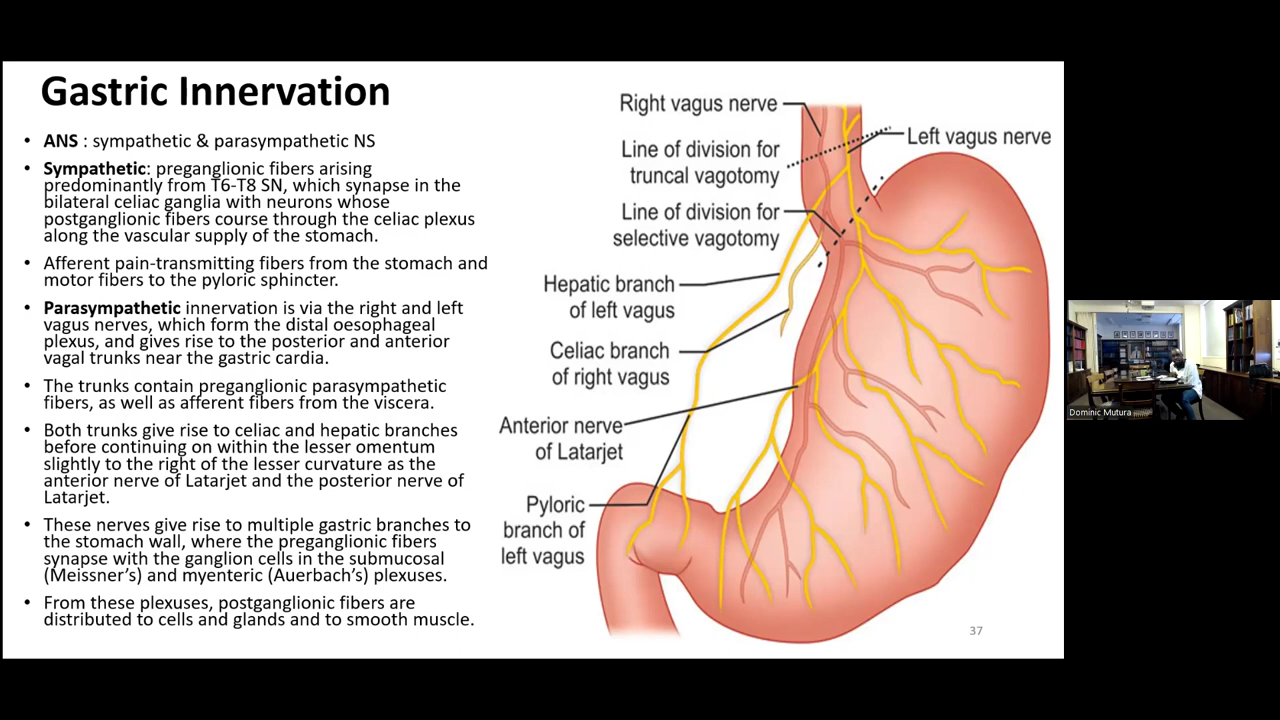 Gastric Innervation
• ANS : sympathetic & parasympathetic NS
• Sympathetic: preganglionic fibers arising
predominantly from T6-T8 SN, which synapse in the
bilateral celiac ganglia with neurons whose
postganglionic fibers course through the celiac plexus
along the vascular supply of the stomach.
• Afferent pain-transmitting fibers from the stomach and
motor fibers to the pyloric sphincter.
• Parasympathetic innervation is via the right and left
vagus nerves, which form the distal oesophageal
plexus, and gives rise to the posterior and anterior
vagal trunks near the gastric cardia.
• The trunks contain preganglionic parasympathetic
fibers, as well as afferent fibers from the viscera.
• Both trunks give rise to celiac and hepatic branches
before continuing on within the lesser omentum
slightly to the right of the lesser curvature as the
anterior nerve of Latarjet and the posterior nerve of
Latarjet.
• These nerves give rise to multiple gastric branches to
the stomach wall, where the preganglionic fibers
synapse with the ganglion cells in the submucosal
(Meissner's) and myenteric (Auerbach's) plexuses.
• From these plexuses, postganglionic fibers are
distributed to cells and glands and to smooth muscle.
Right vagus nerve
Left vagus nerve
Line of division for
truncal vagotomy
Line of division for
selective vagotomy
Hepatic branch
of left vagus
Celiac branch
of right vagus
Anterior nerve
of Latarjet
Pyloric
branch of
left vagus
37
Dominic Mutura